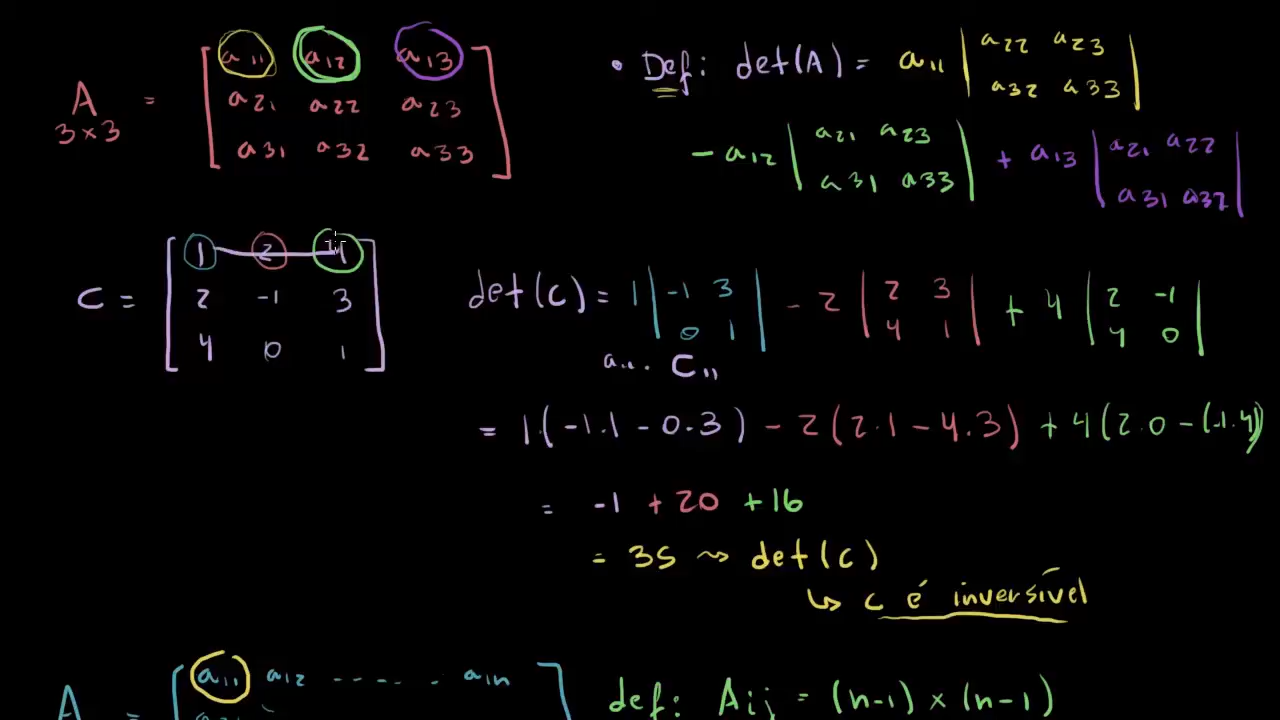 A 3×3 = [ a11 a12 a13
a21 a22 a23
a31 a32 a33 ]
• Def: det(A) = a11 | a22 a23
a32 a33 |
- a12 | a21 a23
a31 a33 | + a13 | a21 a22
a31 a32 |
C = [ 1 2 4
2 -1 3
4 0 1 ]
det(C) = 1 | -1 3
0 1 | - 2 | 2 3
4 1 | + 4 | 2 -1
4 0 |
a11. C11
= 1.(-1.1 - 0.3) - 2(2.1 - 4.3) + 4(2.0 - (-1.4)
= -1 + 20 + 16
= 35 ⇝ det(C)
↳ C é inversível
A = [ a11 a12 ------. a1n
def: Aij = (n-1) × (n-1)